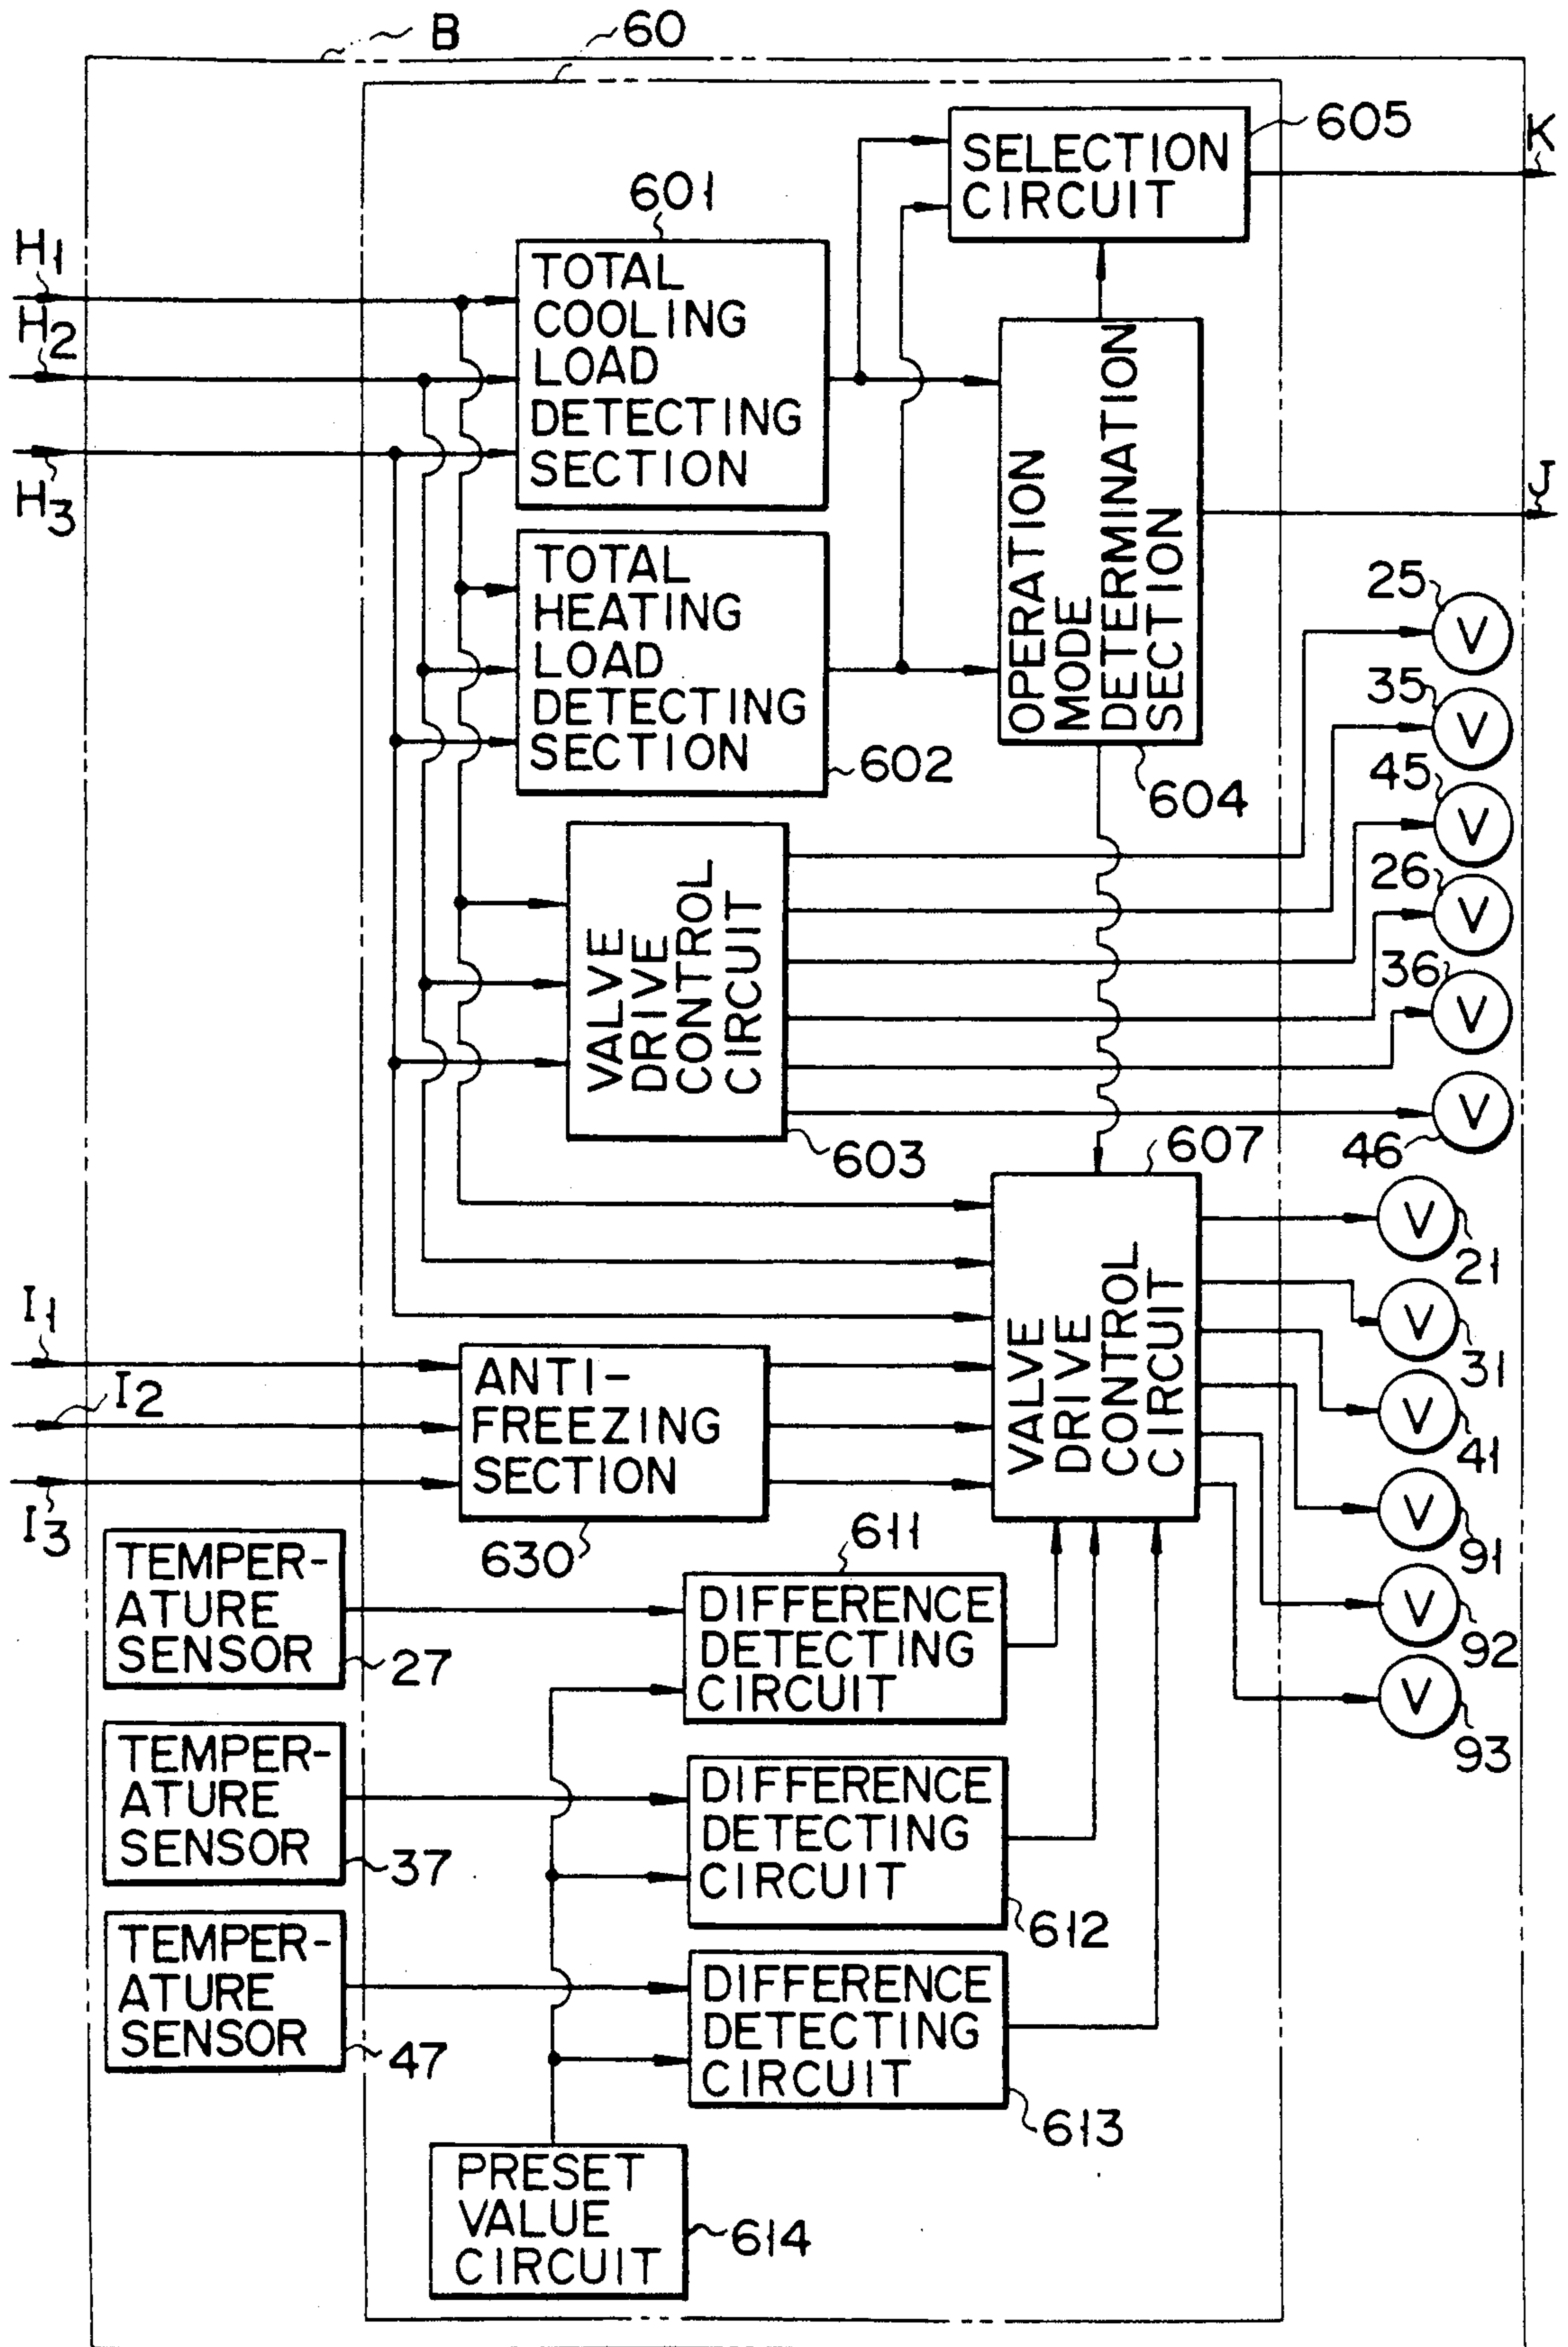 B
60
605
SELECTION
CIRCUIT
K
601
H1
TOTAL
COOLING
LOAD
DETECTING
SECTION
H2
H3
OPERATION
MODE
DETERMINATION
SECTION
J
TOTAL
HEATING
LOAD
DETECTING
SECTION
602
604
25
V
35
V
45
V
26
V
36
V
46
V
VALVE
DRIVE
CONTROL
CIRCUIT
603
607
VALVE
DRIVE
CONTROL
CIRCUIT
V
21
V
31
V
41
V
91
V
92
V
93
I1
I2
I3
ANTI-
FREEZING
SECTION
630
611
TEMPER-
ATURE
SENSOR
27
DIFFERENCE
DETECTING
CIRCUIT
TEMPER-
ATURE
SENSOR
37
DIFFERENCE
DETECTING
CIRCUIT
612
TEMPER-
ATURE
SENSOR
47
DIFFERENCE
DETECTING
CIRCUIT
613
PRESET
VALUE
CIRCUIT
614